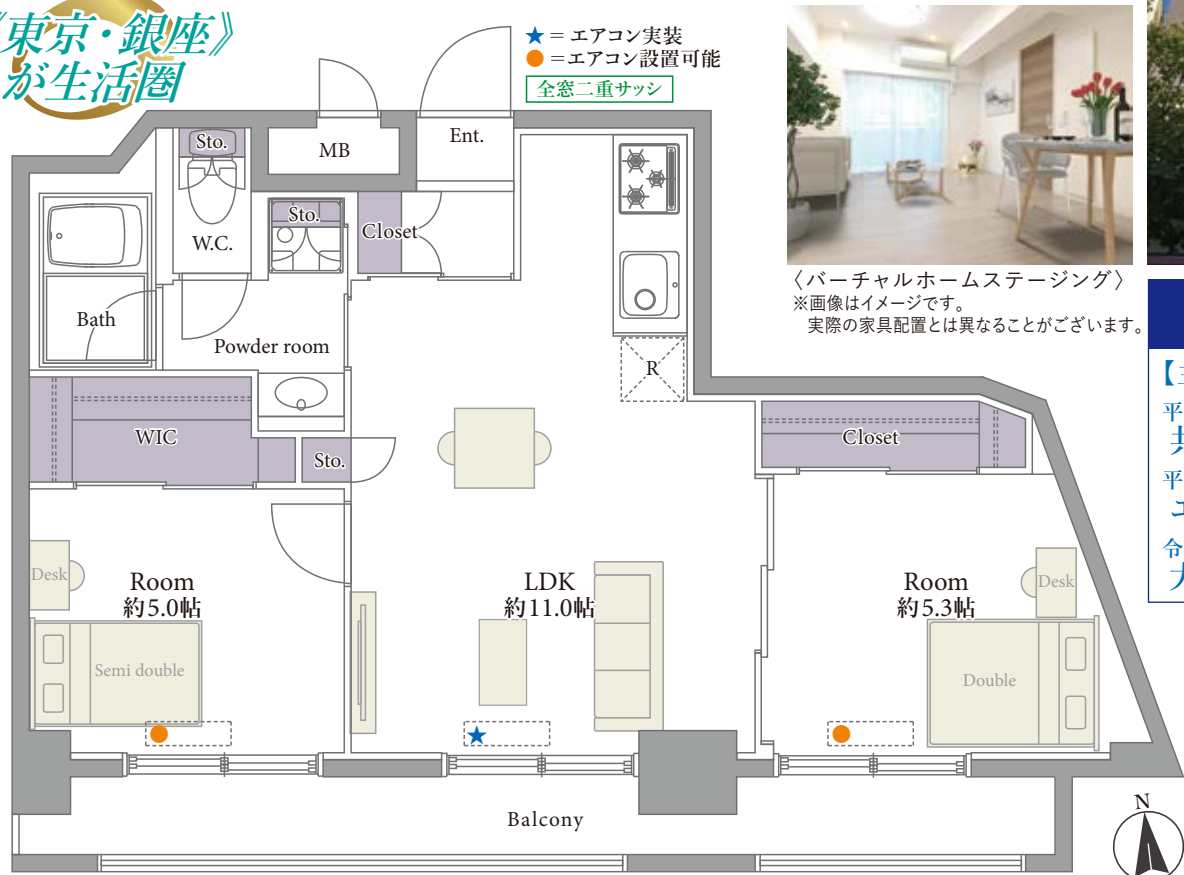 《東京・銀座》
が生活圏
★ = エアコン実装
● =エアコン設置可能
全窓二重サッシ
〈バーチャルホームステージング〉
※画像はイメージです。
実際の家具配置とは異なることがございます。
Sto.
MB
Ent.
W.C.
Sto.
Closet
Bath
Powder room
R
WIC
Sto.
Closet
Desk
Room
約5.0帖
Semi double
LDK
約11.0帖
Room
約5.3帖
Desk
Double
Balcony
N
平
平
令